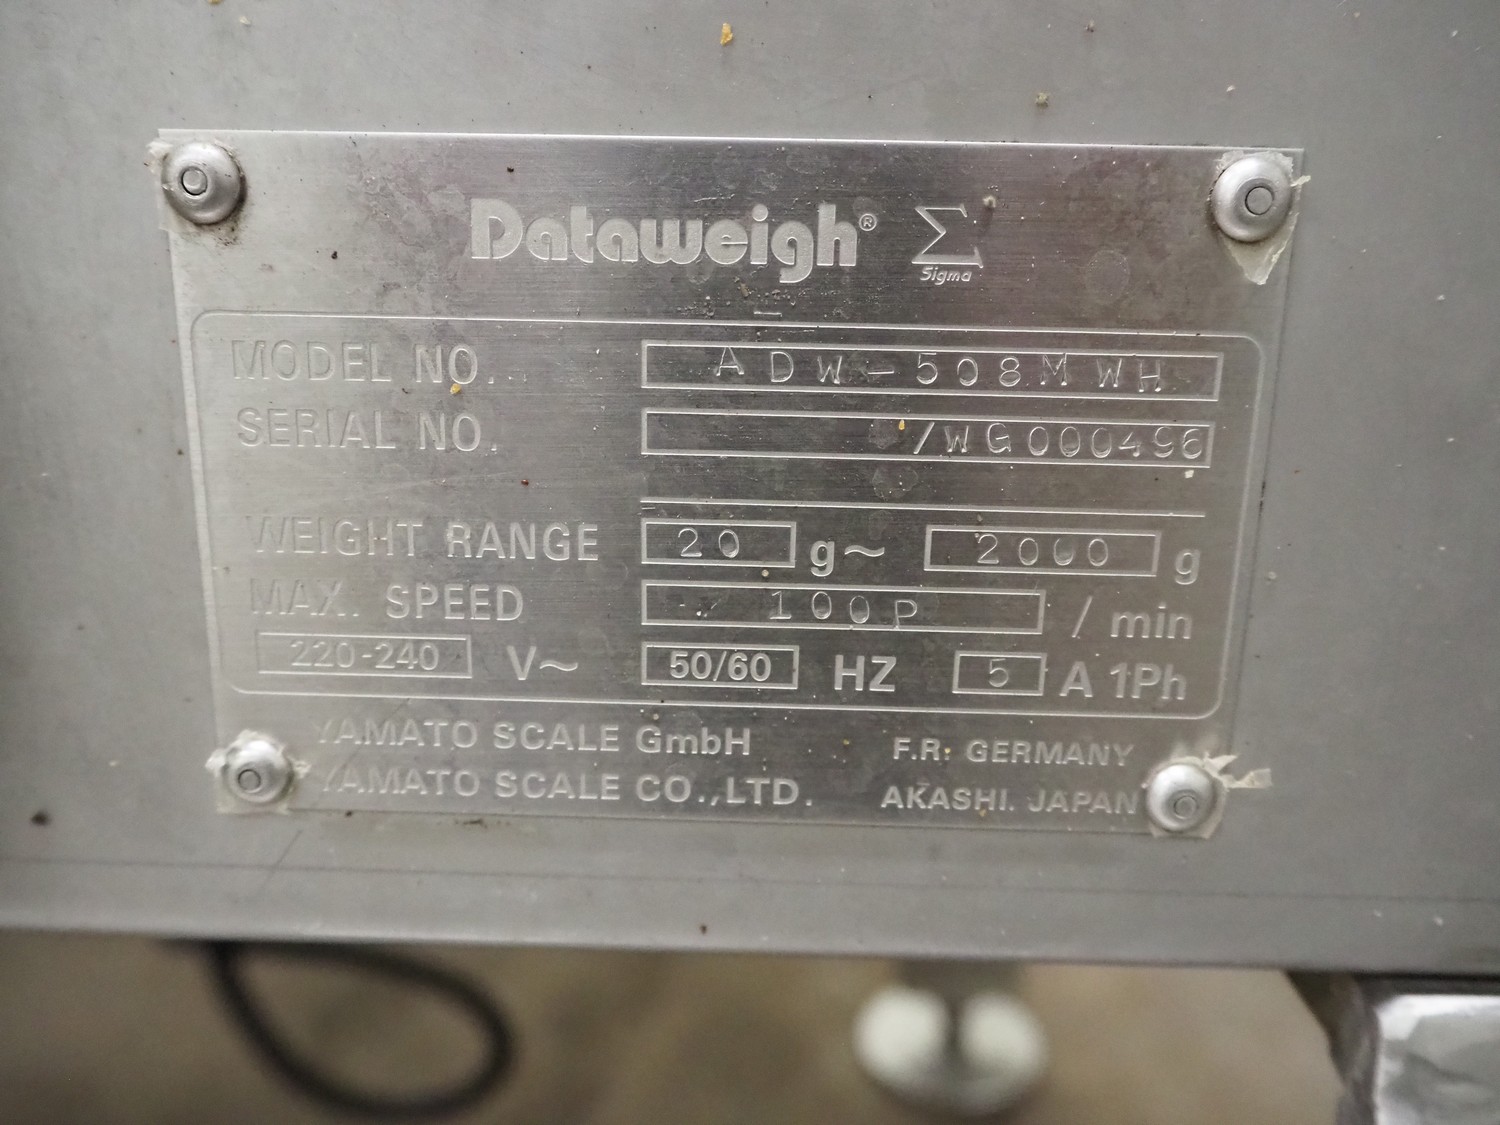 Dataweigh® Σ
Sigma
MODEL NO. ADW-508MWH
SERIAL NO. /WG000496
WEIGHT RANGE 20 g~ 2000 g
MAX. SPEED 100P / min
220-240 V~ 50/60 HZ 5 A 1Ph
YAMATO SCALE GmbH F.R. GERMANY
YAMATO SCALE CO.,LTD. AKASHI. JAPAN